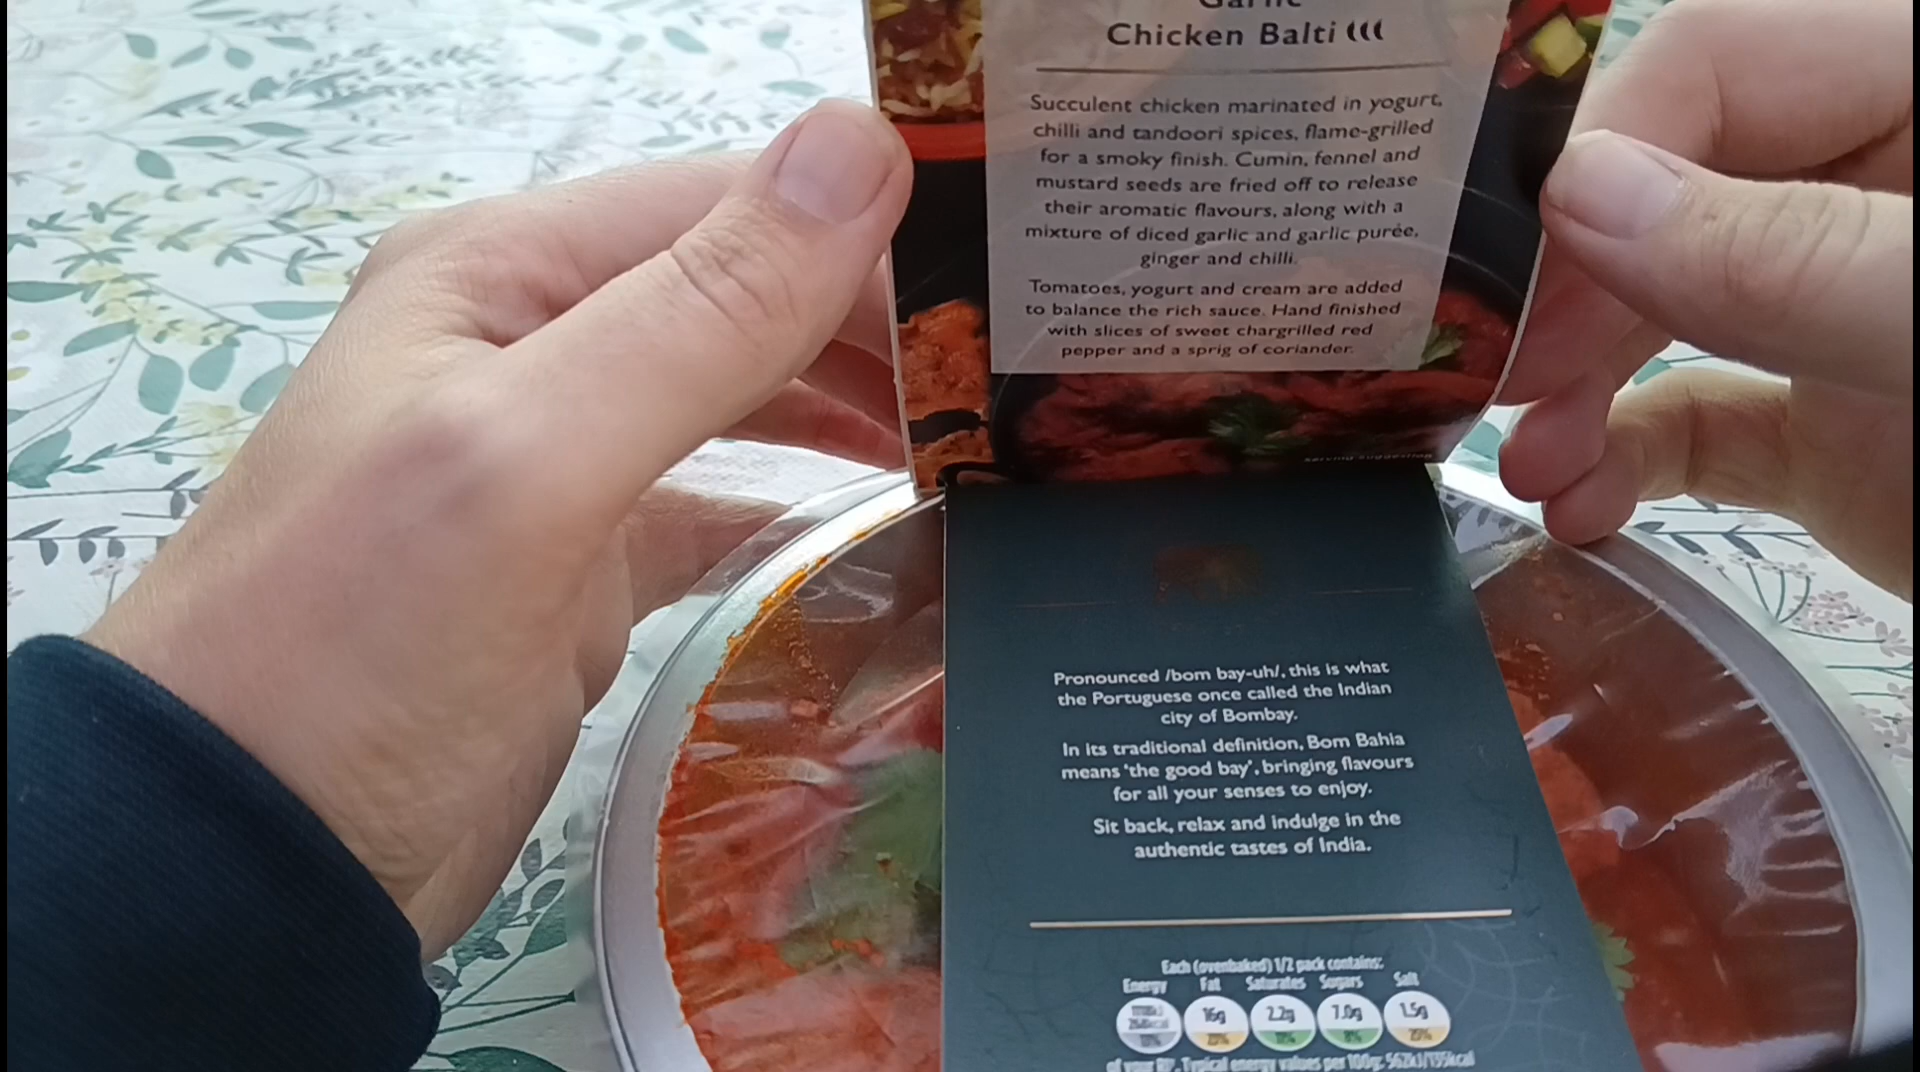 Garlic
Chicken Balti
Succulent chicken marinated in yogurt,
chilli and tandoori spices, flame-grilled
for a smoky finish. Cumin, fennel and
mustard seeds are fried off to release
their aromatic flavours, along with a
mixture of diced garlic and garlic purée,
ginger and chilli.
Tomatoes, yogurt and cream are added
to balance the rich sauce. Hand finished
with slices of sweet chargrilled red
pepper and a sprig of coriander.
serving suggestion
Pronounced /bom bay-uh/, this is what
the Portuguese once called the Indian
city of Bombay.
In its traditional definition, Bom Bahia
means 'the good bay', bringing flavours
for all your senses to enjoy.
Sit back, relax and indulge in the
authentic tastes of India.
Each (ovenbaked) 1/2 pack contains:
Energy Fat Saturates Sugars Salt
16g 2.2g 7.0g 1.5g
8% 25%
Typical energy values per 100g: 562kJ/135kcal